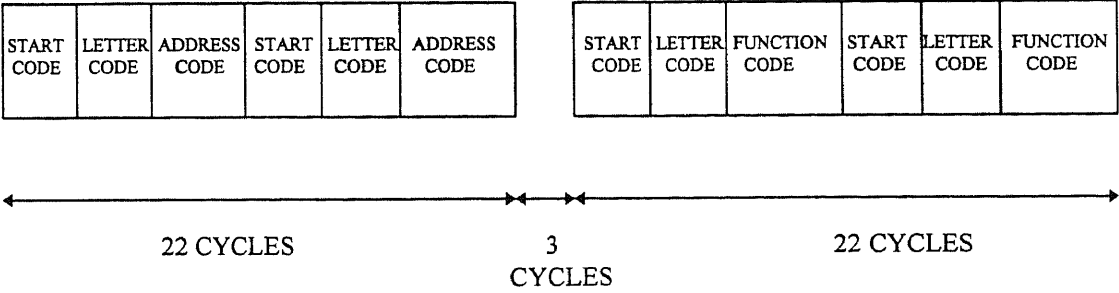 START LETTER ADDRESS START LETTER ADDRESS START LETTER FUNCTION START LETTER FUNCTION
CODE CODE CODE CODE CODE CODE CODE CODE CODE CODE CODE CODE
22 CYCLES 3 22 CYCLES
CYCLES